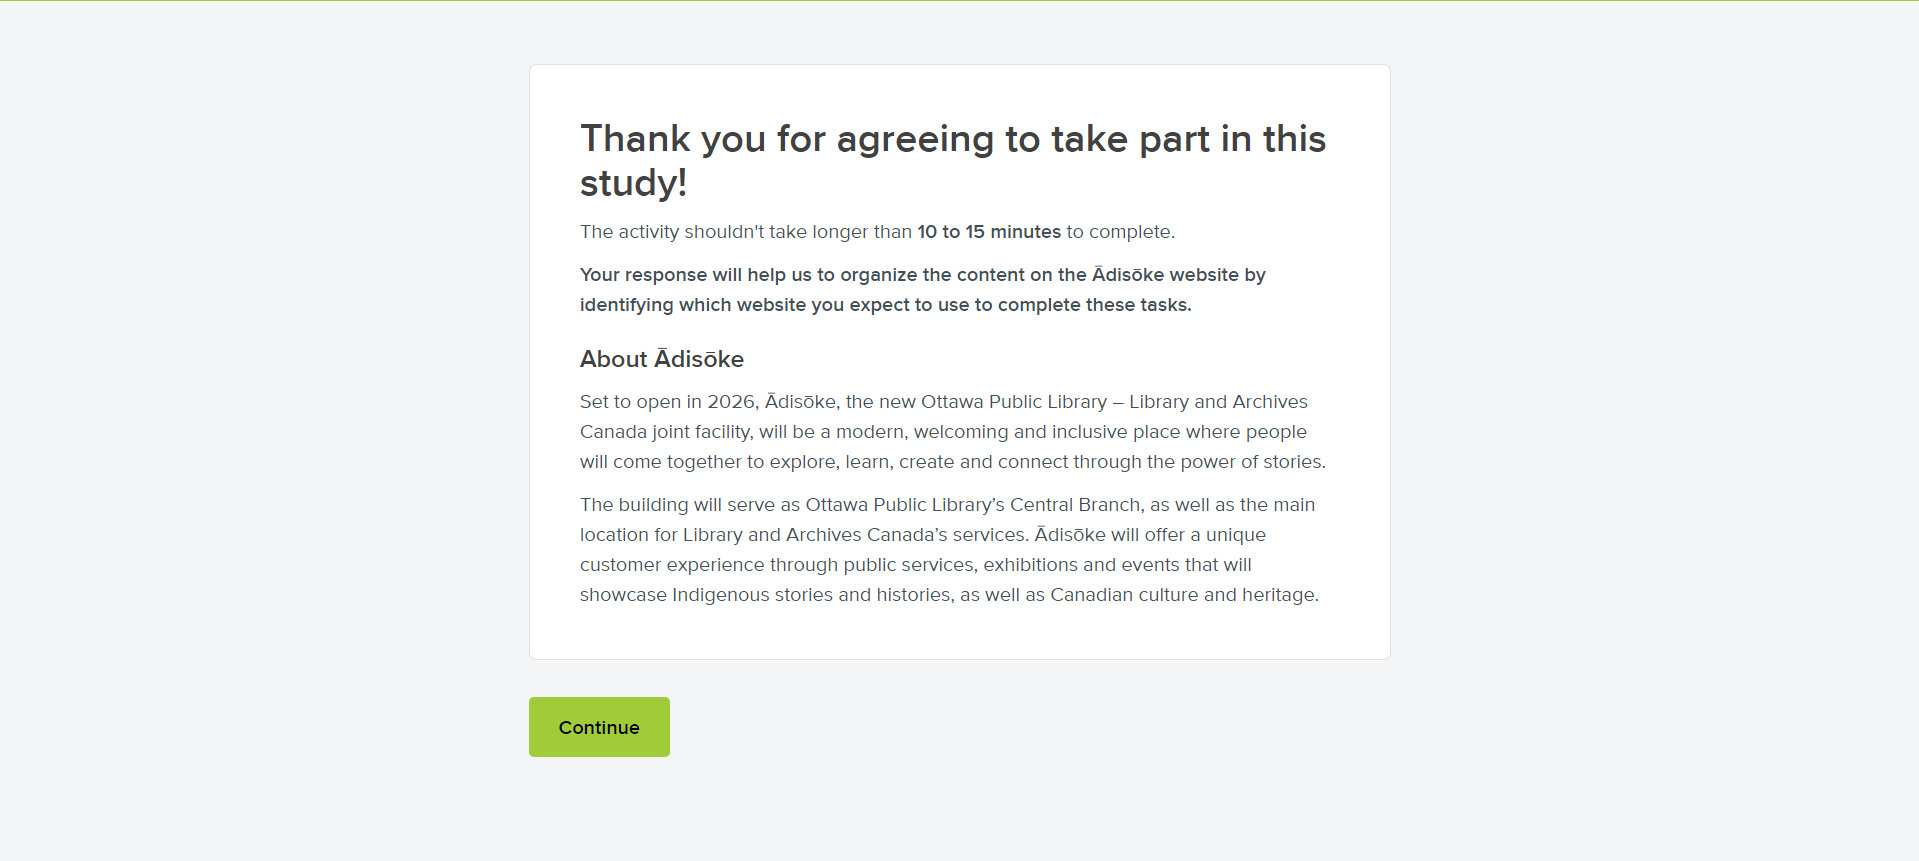 Thank you for agreeing to take part in this
study!
The activity shouldn't take longer than 10 to 15 minutes to complete.
Your response will help us to organize the content on the Ādisōke website by
identifying which website you expect to use to complete these tasks.
About Ādisōke
Set to open in 2026, Ādisōke, the new Ottawa Public Library – Library and Archives
Canada joint facility, will be a modern, welcoming and inclusive place where people
will come together to explore, learn, create and connect through the power of stories.
The building will serve as Ottawa Public Library’s Central Branch, as well as the main
location for Library and Archives Canada’s services. Ādisōke will offer a unique
customer experience through public services, exhibitions and events that will
showcase Indigenous stories and histories, as well as Canadian culture and heritage.
Continue